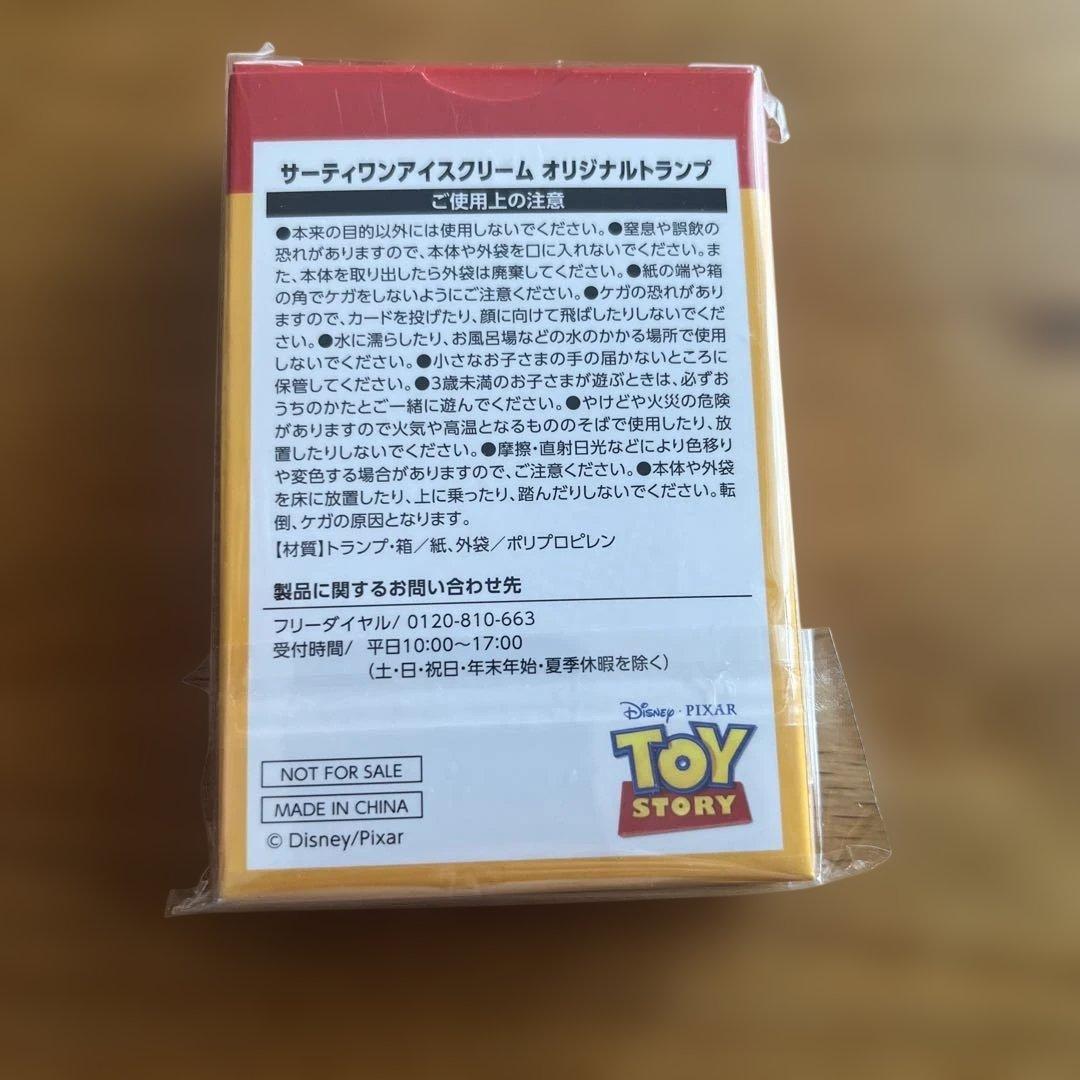 サーティワンアイスクリーム オリジナルトランプ
ご使用上の注意
●本来の目的以外には使用しないでください。●窒息や誤飲の
恐れがありますので、本体や外袋を口に入れないでください。ま
た、本体を取り出したら外袋は廃棄してください。●紙の端や箱
の角でケガをしないようにご注意ください。●ケガの恐れがあり
ますので、カードを投げたり、顔に向けて飛ばしたりしないでくだ
さい。●水に濡らしたり、お風呂場などの水のかかる場所で使用
しないでください。●小さなお子さまの手の届かないところに
保管してください。●3歳未満のお子さまが遊ぶときは、必ずお
うちのかたとご一緒に遊んでください。●やけどや火災の危険
がありますので火気や高温となるもののそばで使用したり、放
置したりしないでください。●摩擦・直射日光などにより色移り
や変色する場合がありますので、ご注意ください。●本体や外袋
を床に放置したり、上に乗ったり、踏んだりしないでください。転
倒、ケガの原因となります。
【材質】トランプ・箱／紙、外袋／ポリプロピレン
製品に関するお問い合わせ先
フリーダイヤル/ 0120-810-663
受付時間/ 平日10:00～17:00
(土・日・祝日・年末年始・夏季休暇を除く)
Disney・PIXAR
TOY
STORY
NOT FOR SALE
MADE IN CHINA
© Disney/Pixar